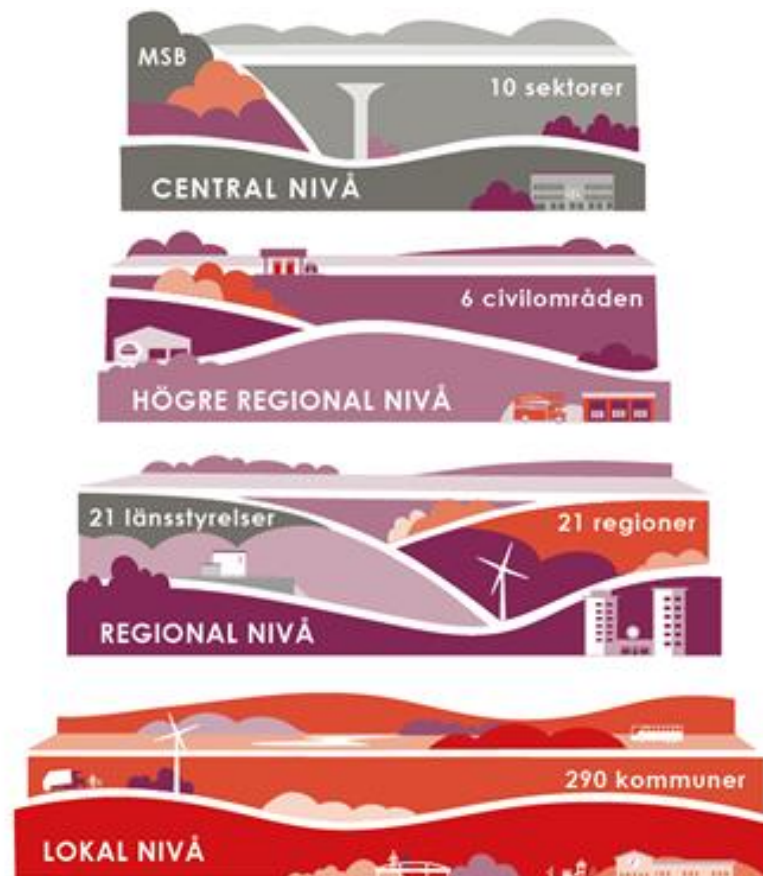 MSB
10 sektorer
CENTRAL NIVÅ
6 civilområden
HÖGRE REGIONAL NIVÅ
21 länsstyrelser
21 regioner
REGIONAL NIVÅ
290 kommuner
LOKAL NIVÅ